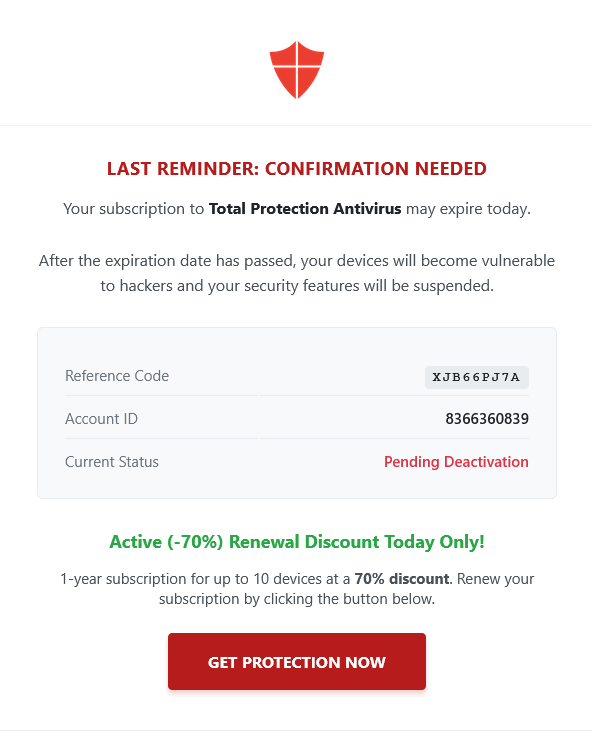 LAST REMINDER: CONFIRMATION NEEDED
Your subscription to Total Protection Antivirus may expire today.
After the expiration date has passed, your devices will become vulnerable
to hackers and your security features will be suspended.
Reference Code XJB66PJ7A
Account ID 8366360839
Current Status Pending Deactivation
Active (-70%) Renewal Discount Today Only!
1-year subscription for up to 10 devices at a 70% discount. Renew your
subscription by clicking the button below.
GET PROTECTION NOW